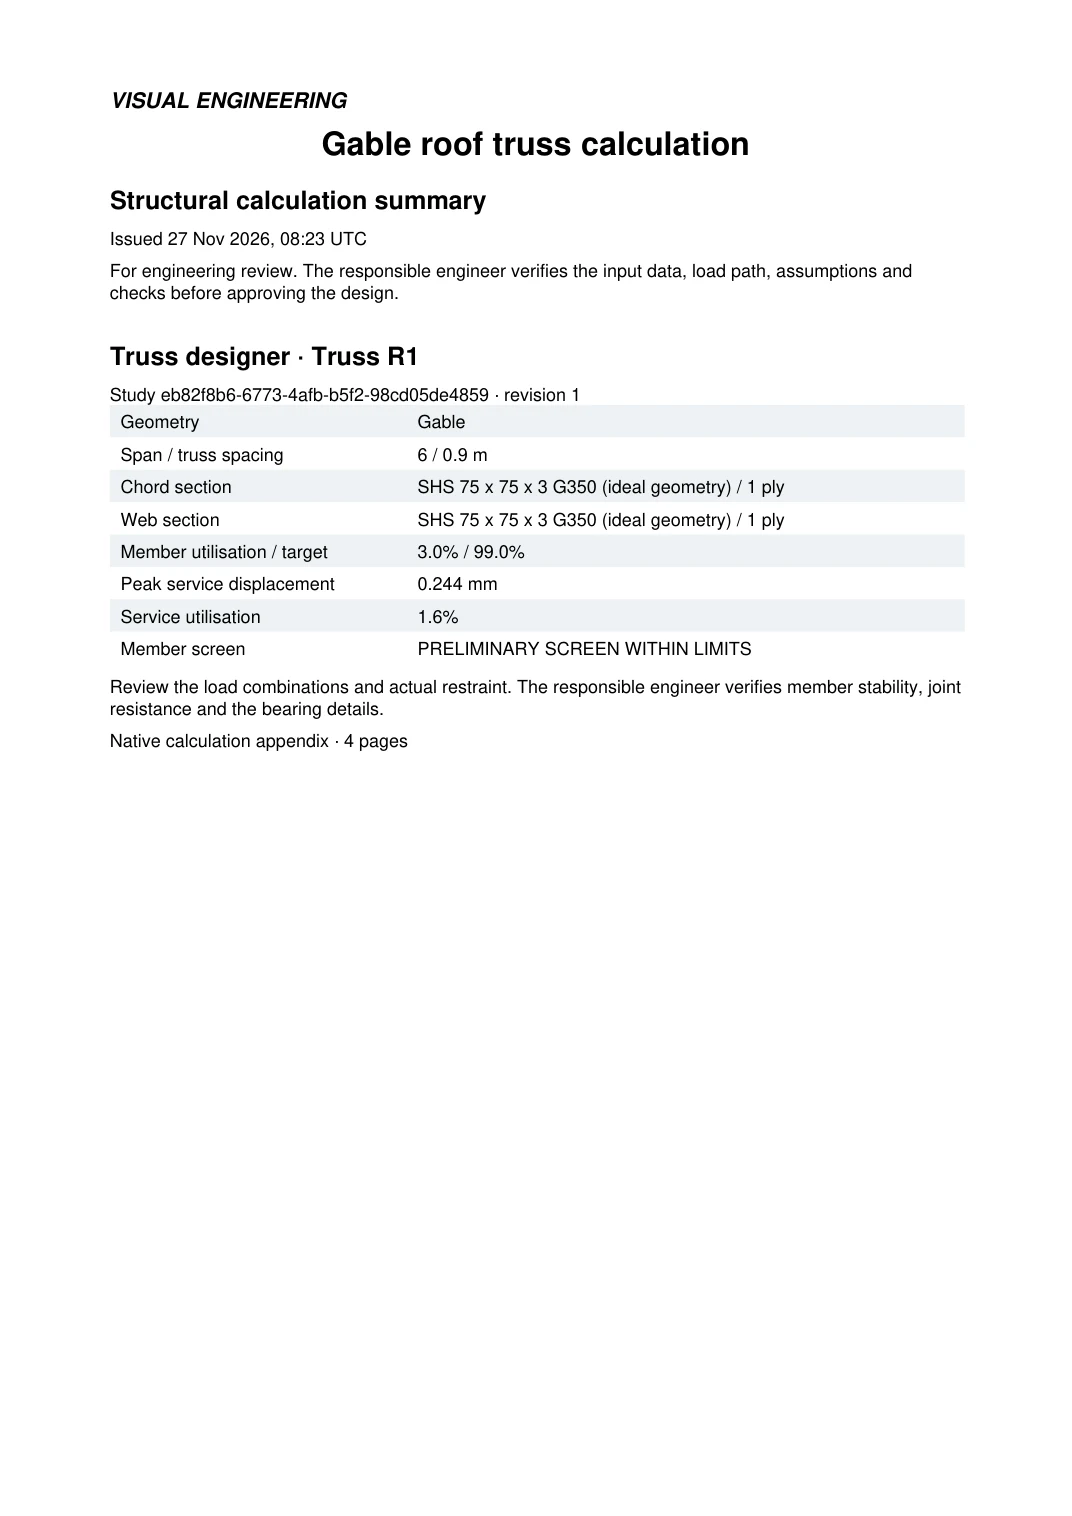 VISUAL ENGINEERING
Gable roof truss calculation
Structural calculation summary
Issued 27 Nov 2026, 08:23 UTC
For engineering review. The responsible engineer verifies the input data, load path, assumptions and
checks before approving the design.
Truss designer · Truss R1
Study eb82f8b6-6773-4afb-b5f2-98cd05de4859 · revision 1
Geometry Gable
Span / truss spacing 6 / 0.9 m
Chord section SHS 75 x 75 x 3 G350 (ideal geometry) / 1 ply
Web section SHS 75 x 75 x 3 G350 (ideal geometry) / 1 ply
Member utilisation / target 3.0% / 99.0%
Peak service displacement 0.244 mm
Service utilisation 1.6%
Member screen PRELIMINARY SCREEN WITHIN LIMITS
Review the load combinations and actual restraint. The responsible engineer verifies member stability, joint
resistance and the bearing details.
Native calculation appendix · 4 pages